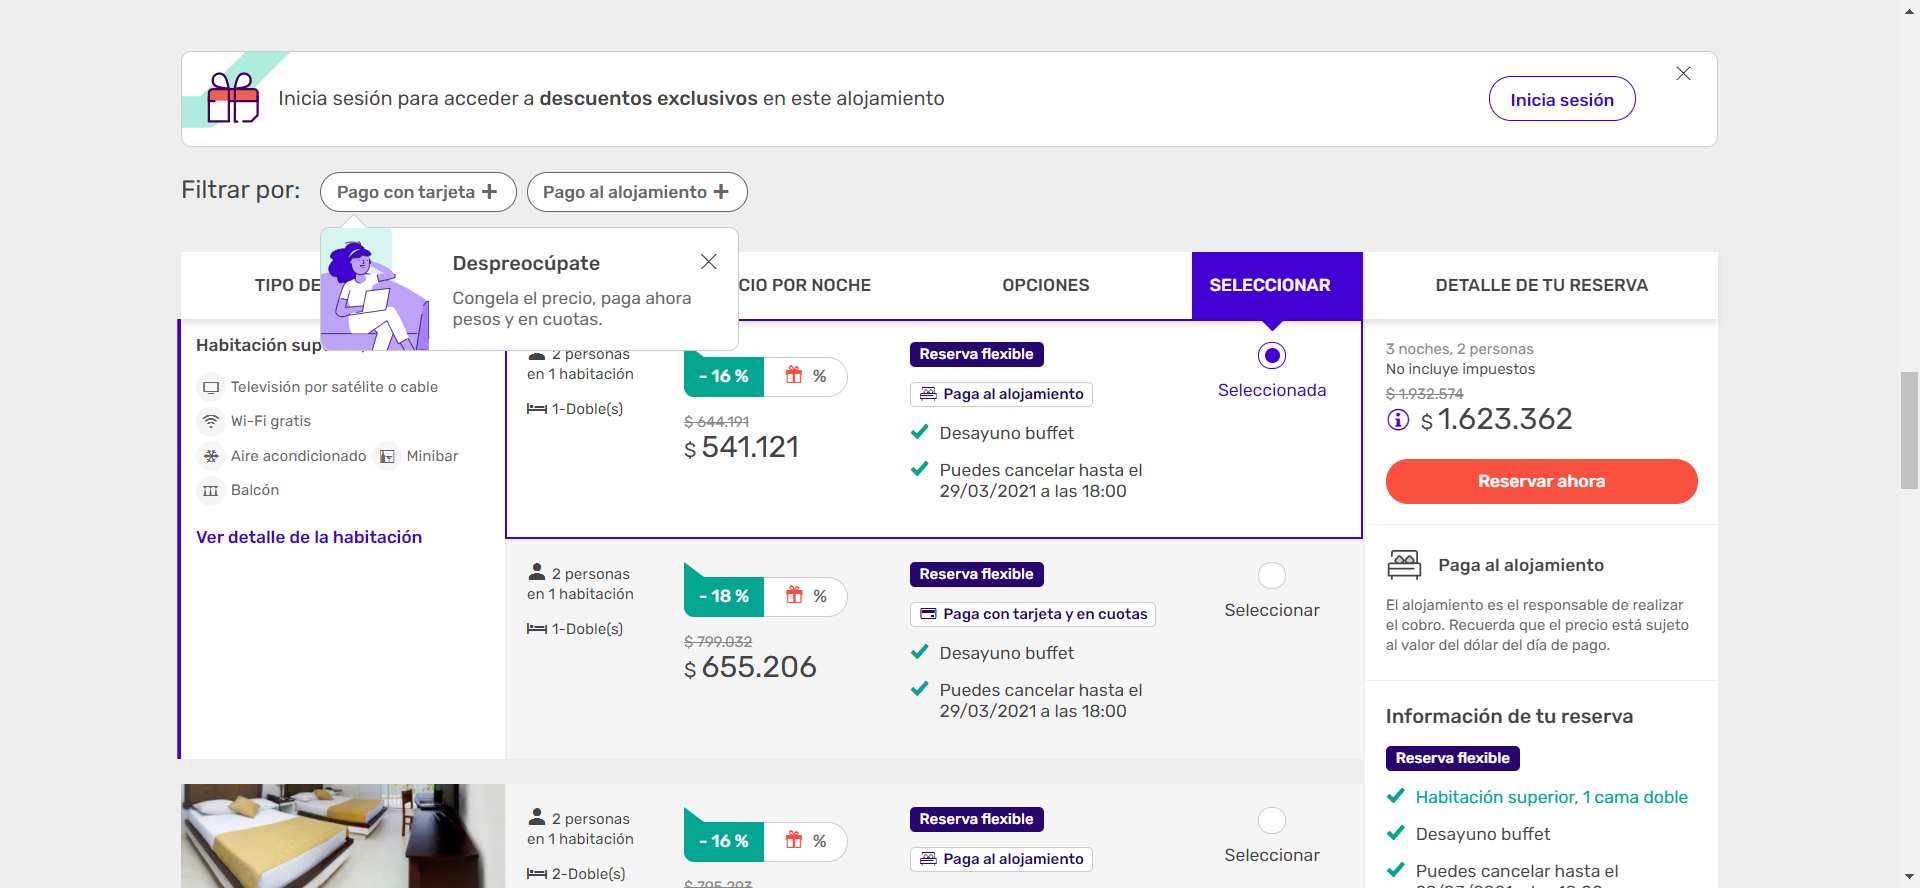 Inicia sesión para acceder a descuentos exclusivos en este alojamiento
Inicia sesión
Filtrar por:
Pago con tarjeta +
Pago al alojamiento +
Despreocúpate
Congela el precio, paga ahora
pesos y en cuotas.
TIPO DE
CIO POR NOCHE
OPCIONES
SELECCIONAR
DETALLE DE TU RESERVA
Habitación sup
Televisión por satélite o cable
Wi-Fi gratis
Aire acondicionado
Minibar
Balcón
Ver detalle de la habitación
2 personas
en 1 habitación
1-Doble(s)
- 16 %
%
$ 644.191
$ 541.121
Reserva flexible
Paga al alojamiento
Desayuno buffet
Puedes cancelar hasta el
29/03/2021 a las 18:00
Seleccionada
2 personas
en 1 habitación
1-Doble(s)
- 18 %
%
$ 799.032
$ 655.206
Reserva flexible
Paga con tarjeta y en cuotas
Desayuno buffet
Puedes cancelar hasta el
29/03/2021 a las 18:00
Seleccionar
2 personas
en 1 habitación
2-Doble(s)
- 16 %
%
$ 795.293
Reserva flexible
Paga al alojamiento
Seleccionar
3 noches, 2 personas
No incluye impuestos
$ 1.932.574
$ 1.623.362
Reservar ahora
Paga al alojamiento
El alojamiento es el responsable de realizar
el cobro. Recuerda que el precio está sujeto
al valor del dólar del día de pago.
Información de tu reserva
Reserva flexible
Habitación superior, 1 cama doble
Desayuno buffet
Puedes cancelar hasta el